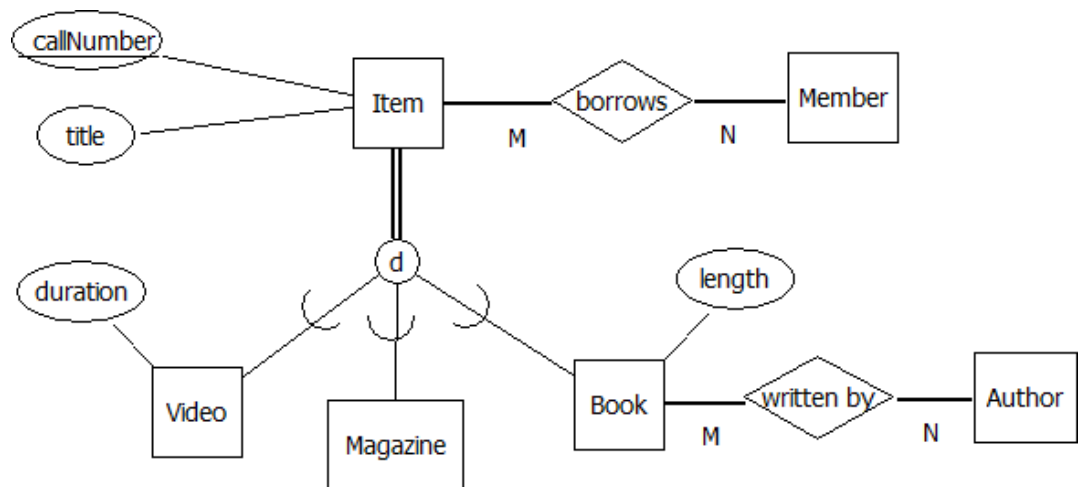 callNumber
Item
borrows
Member
title
M
N
d
duration
length
Video
Magazine
Book
written by
Author
M
N